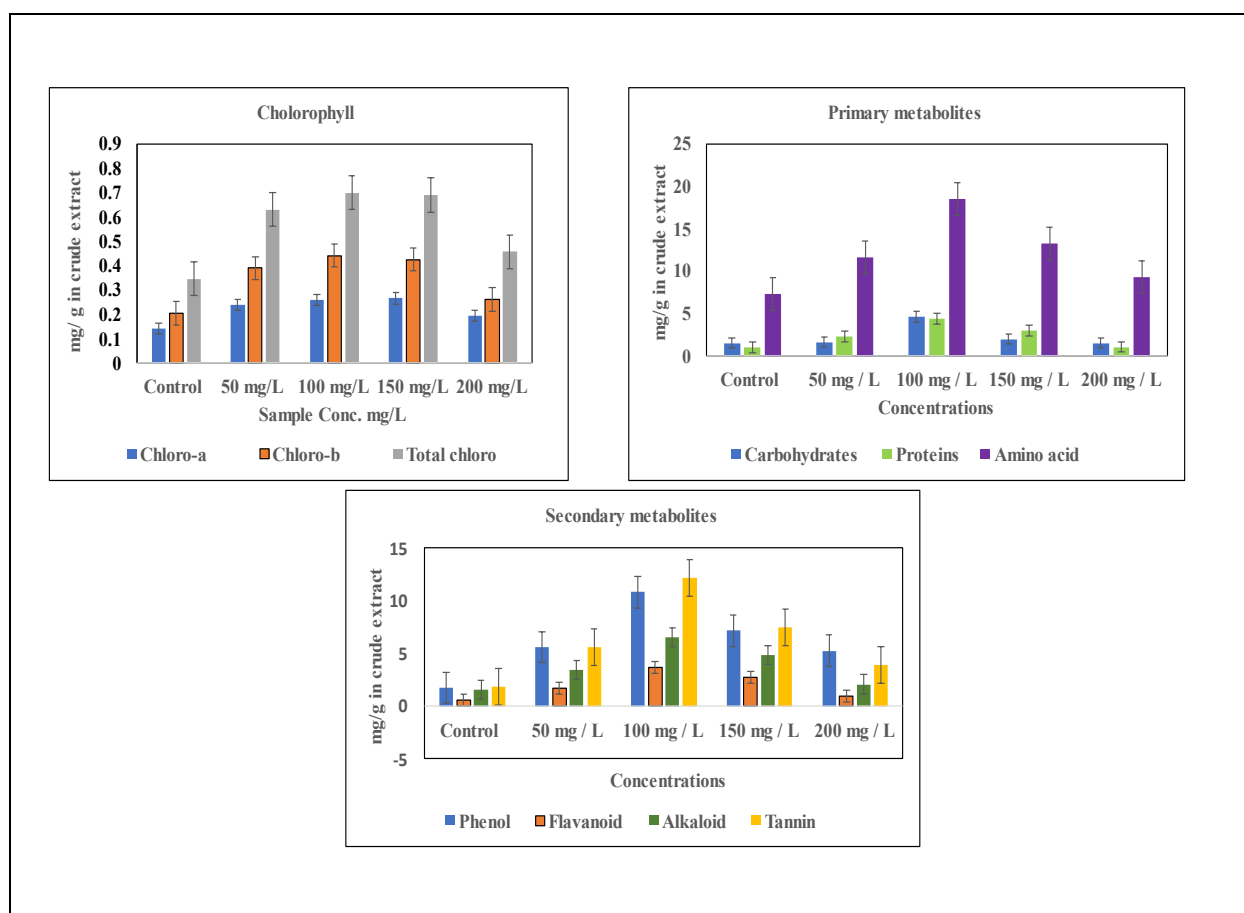 Cholorophyll
mg/ g in crude extract
0.9
0.8
0.7
0.6
0.5
0.4
0.3
0.2
0.1
0
Control 50 mg/L 100 mg/L 150 mg/L 200 mg/L
Sample Conc. mg/L
Chloro-a Chloro-b Total chloro
Primary metabolites
mg/g in crude extract
25
20
15
10
5
0
Control 50 mg / L 100 mg / L 150 mg / L 200 mg / L
Concentrations
Carbohydrates Proteins Amino acid
Secondary metabolites
mg/g in crude extract
15
10
5
0
-5
Control 50 mg / L 100 mg / L 150 mg / L 200 mg / L
Concentrations
Phenol Flavanoid Alkaloid Tannin